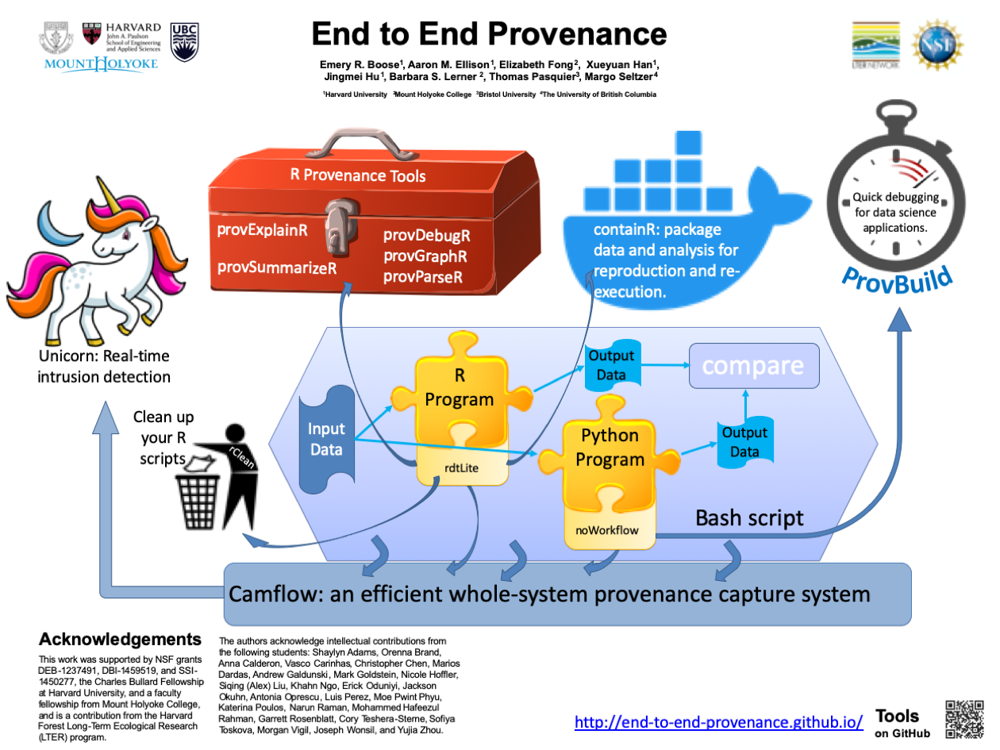 HARVARD
John A. Paulson
School of Engineering
and Applied Sciences
UBC
MOUNT HOLYOKE
End to End Provenance
Emery R. Boose1, Aaron M. Ellison1, Elizabeth Fong2, Xueyuan Han1,
Jingmei Hu1, Barbara S. Lerner 2, Thomas Pasquier3, Margo Seltzer4
1Harvard University 2Mount Holyoke College 3Bristol University 4The University of British Columbia
LTER NETWORK
NSF
R Provenance Tools
provExplainR
provSummarizeR
provDebugR
provGraphR
provParseR
containR: package
data and analysis for
reproduction and re-
execution.
Quick debugging
for data science
applications.
ProvBuild
Unicorn: Real-time
intrusion detection
Clean up
your R
scripts
rClean
Input
Data
R
Program
rdtLite
Output
Data
compare
Python
Program
noWorkflow
Output
Data
Bash script
Camflow: an efficient whole-system provenance capture system
Acknowledgements
This work was supported by NSF grants
DEB-1237491, DBI-1459519, and SSI-
1450277, the Charles Bullard Fellowship
at Harvard University, and a faculty
fellowship from Mount Holyoke College,
and is a contribution from the Harvard
Forest Long-Term Ecological Research
(LTER) program.
The authors acknowledge intellectual contributions from
the following students: Shaylyn Adams, Orenna Brand,
Anna Calderon, Vasco Carinhas, Christopher Chen, Marios
Dardas, Andrew Galdunski, Mark Goldstein, Nicole Hoffler,
Siqing (Alex) Liu, Khahn Ngo, Erick Oduniyi, Jackson
Okuhn, Antonia Oprescu, Luis Perez, Moe Pwint Phyu,
Katerina Poulos, Narun Raman, Mohammed Hafeezul
Rahman, Garrett Rosenblatt, Cory Teshera-Sterne, Sofiya
Toskova, Morgan Vigil, Joseph Wonsil, and Yujia Zhou.
http://end-to-end-provenance.github.io/
Tools
on GitHub